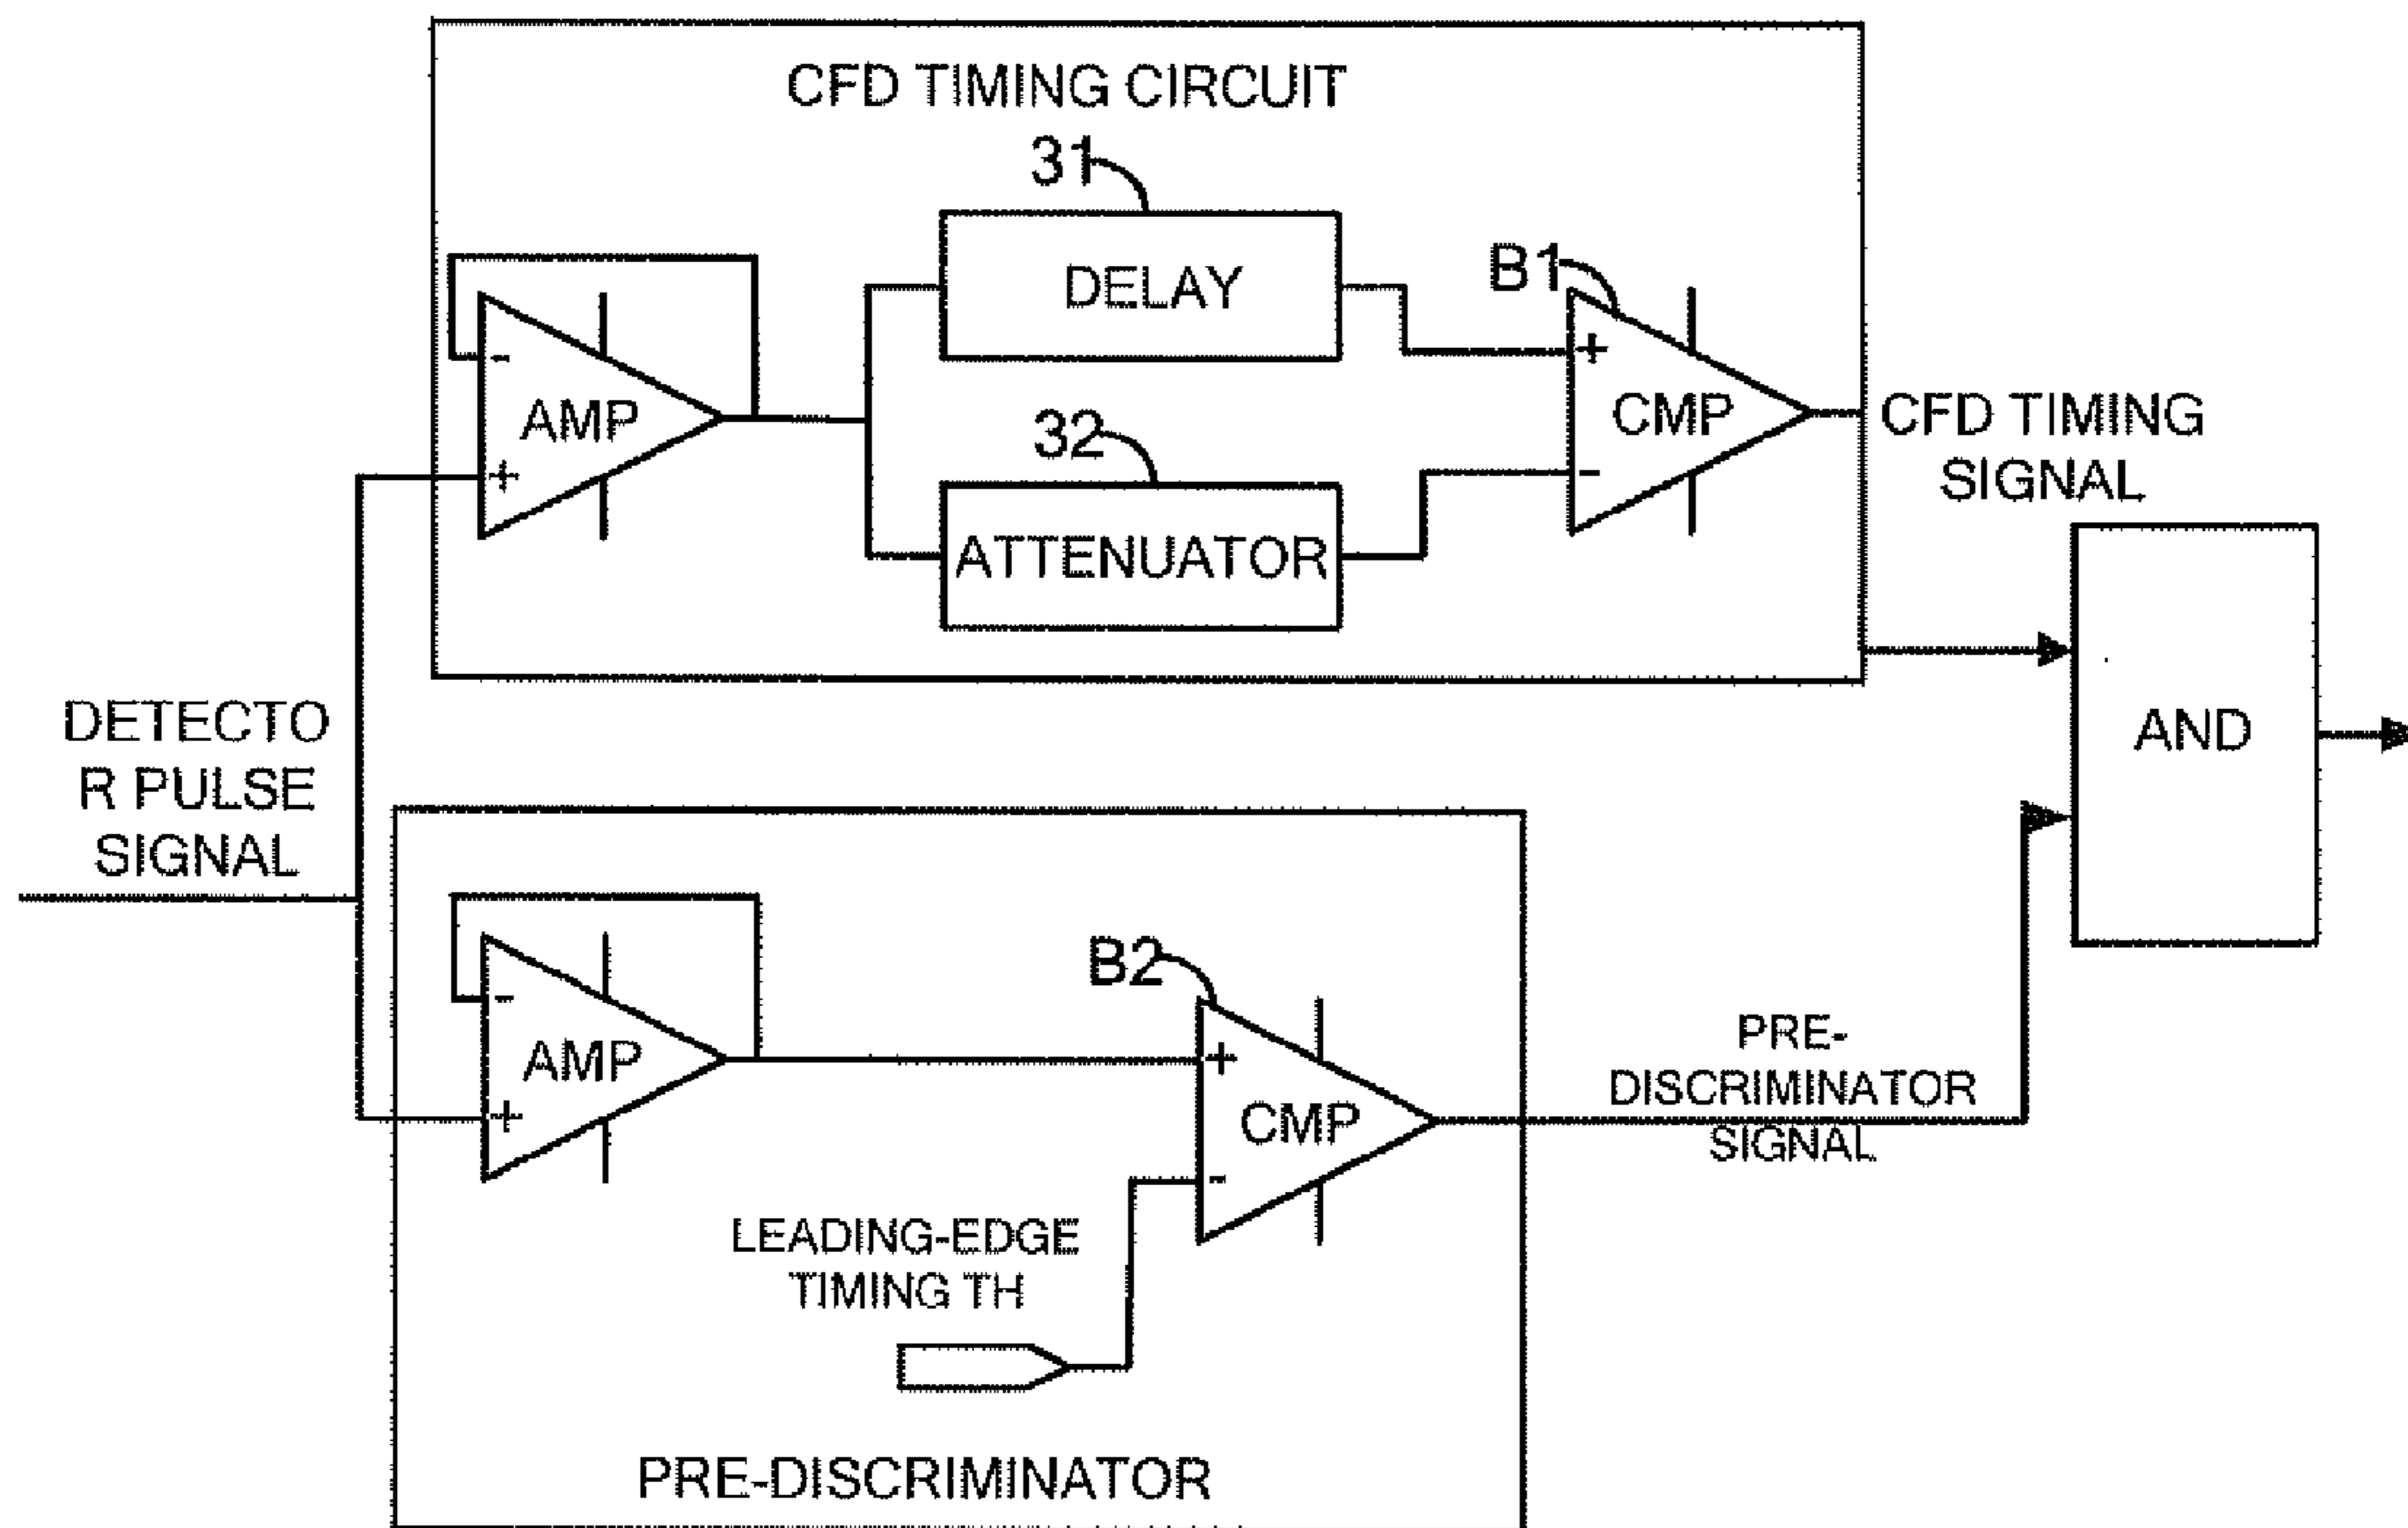 CFD TIMING CIRCUIT
31
DELAY
B1
+
-
CMP
-
AMP
+
32
ATTENUATOR
CFD TIMING
SIGNAL
DETECTO
R PULSE
SIGNAL
AND
-
AMP
+
B2
+
CMP
-
PRE-
DISCRIMINATOR
SIGNAL
LEADING-EDGE
TIMING TH
PRE-DISCRIMINATOR